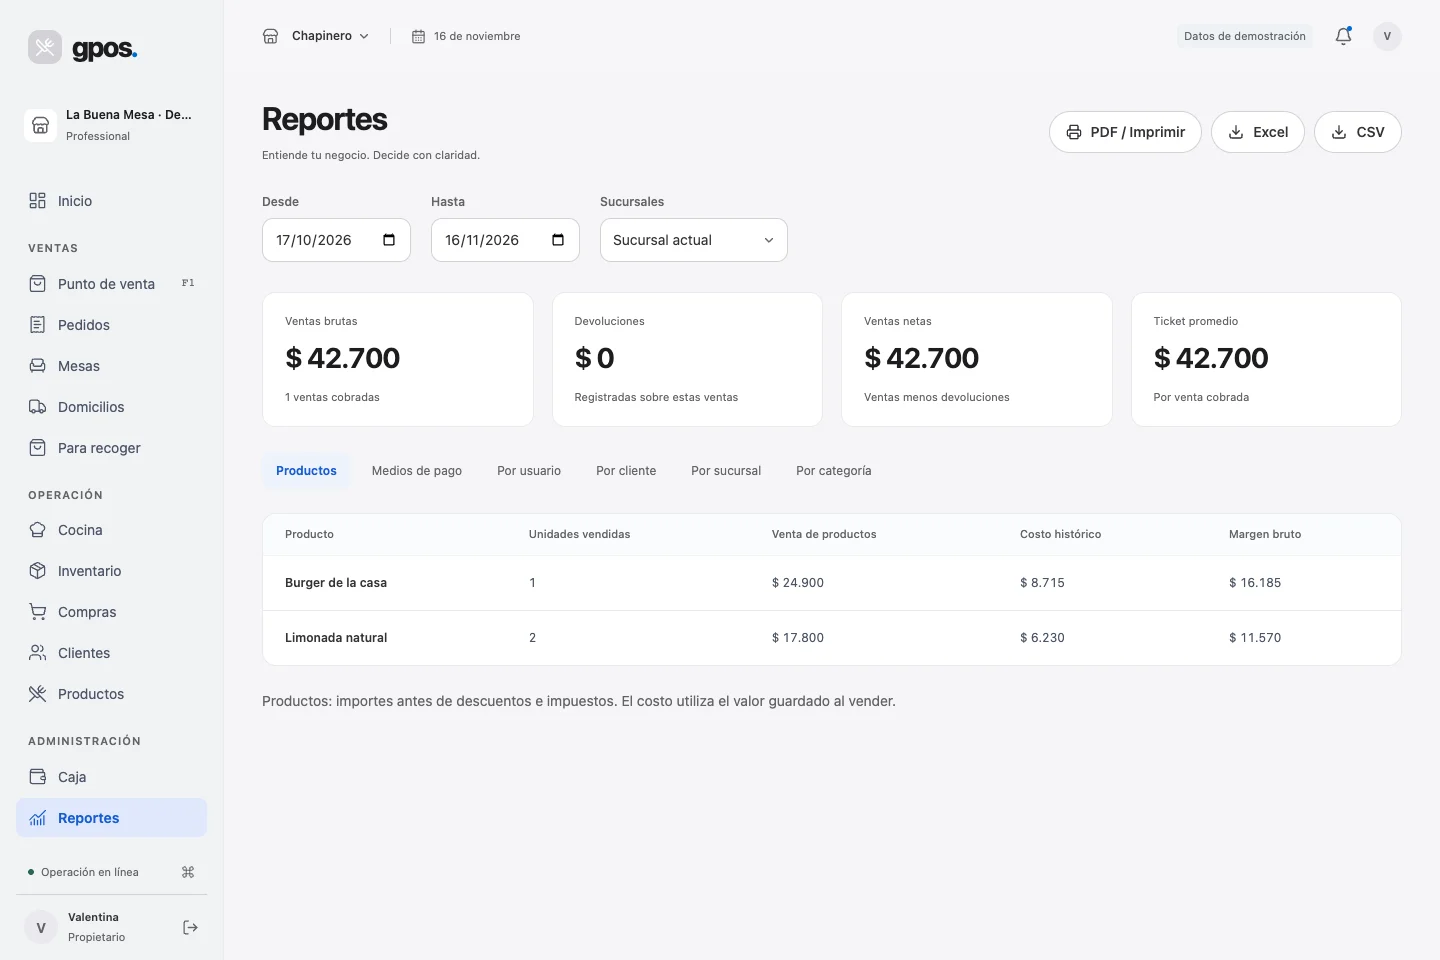 gpos.
La Buena Mesa · De...
Professional
Inicio
VENTAS
Punto de venta F1
Pedidos
Mesas
Domicilios
Para recoger
OPERACIÓN
Cocina
Inventario
Compras
Clientes
Productos
ADMINISTRACIÓN
Caja
Reportes
Operación en línea ⌘
V
Valentina
Propietario
Chapinero
16 de noviembre
Datos de demostración
V
Reportes
Entiende tu negocio. Decide con claridad.
PDF / Imprimir
Excel
CSV
Desde
17/10/2026
Hasta
16/11/2026
Sucursales
Sucursal actual
Ventas brutas
$ 42.700
1 ventas cobradas
Devoluciones
$ 0
Registradas sobre estas ventas
Ventas netas
$ 42.700
Ventas menos devoluciones
Ticket promedio
$ 42.700
Por venta cobrada
Productos Medios de pago Por usuario Por cliente Por sucursal Por categoría
Producto Unidades vendidas Venta de productos Costo histórico Margen bruto
Burger de la casa 1 $ 24.900 $ 8.715 $ 16.185
Limonada natural 2 $ 17.800 $ 6.230 $ 11.570
Productos: importes antes de descuentos e impuestos. El costo utiliza el valor guardado al vender.